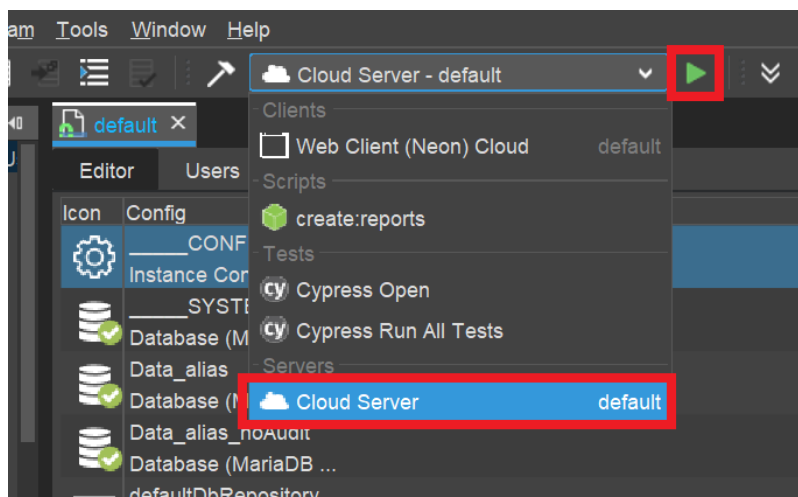 Tools Window Help
Cloud Server - default
default
Clients
Web Client (Neon) Cloud default
Editor Users
Scripts
Icon Config
create:reports
_____CONF
Tests
Instance Con
Cypress Open
_____SYSTE
Cypress Run All Tests
Database (M
Data_alias
Servers
Database (M
Cloud Server default
Data_alias_noAudit
Database (MariaDB ...
defaultDbRepository